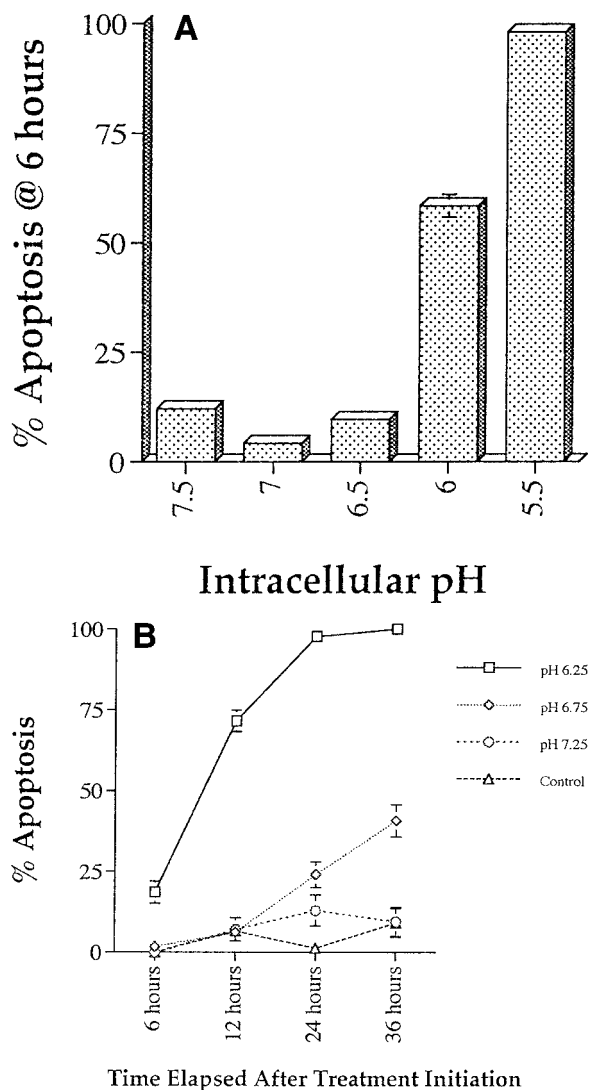 A
% Apoptosis @ 6 hours
100
75
50
25
0
7.5
7
6.5
6
5.5
Intracellular pH
B
% Apoptosis
100
75
50
25
0
6 hours
12 hours
24 hours
36 hours
Time Elapsed After Treatment Initiation
pH 6.25
pH 6.75
pH 7.25
Control